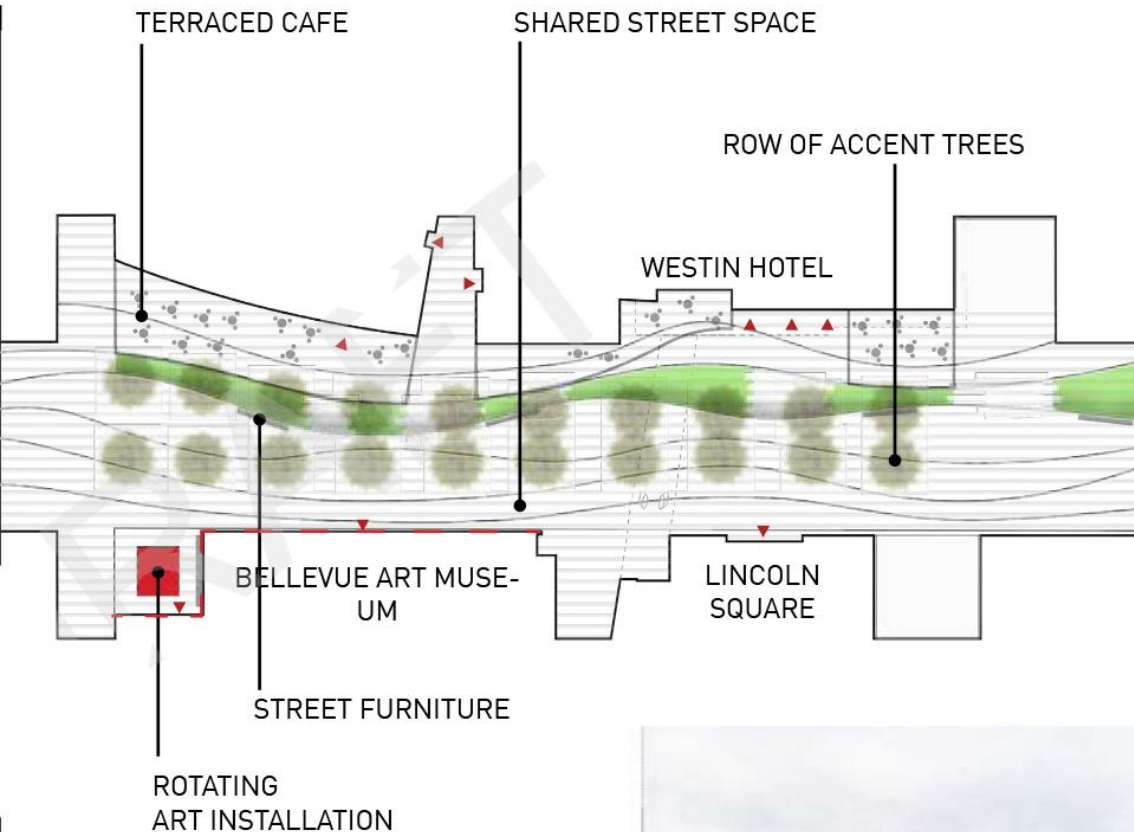 TERRACED CAFE
SHARED STREET SPACE
ROW OF ACCENT TREES
WESTIN HOTEL
BELLEVUE ART MUSE-
UM
LINCOLN
SQUARE
STREET FURNITURE
ROTATING
ART INSTALLATION
DRAFT